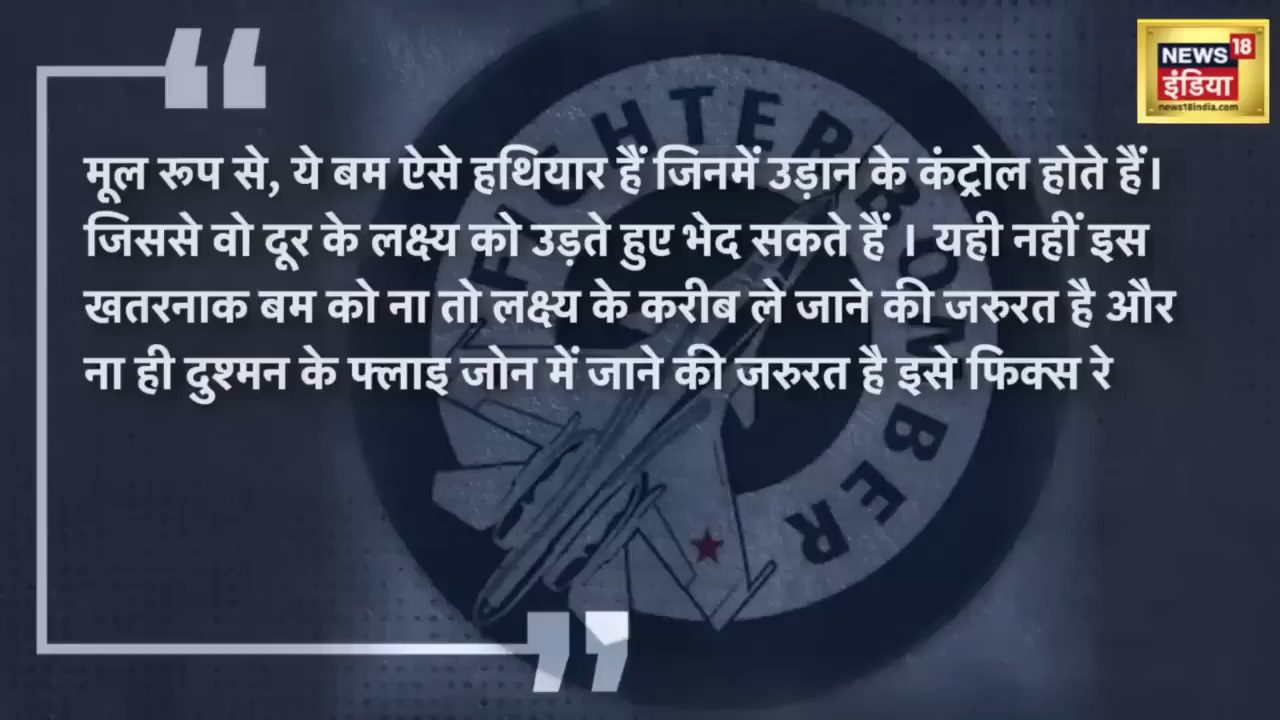 NEWS 18
इंडिया
news18india.com
FIGHTER BOMBER
मूल रूप से, ये बम ऐसे हथियार हैं जिनमें उड़ान के कंट्रोल होते हैं।
जिससे वो दूर के लक्ष्य को उड़ते हुए भेद सकते हैं । यही नहीं इस
खतरनाक बम को ना तो लक्ष्य के करीब ले जाने की जरुरत है और
ना ही दुश्मन के फ्लाइ जोन में जाने की जरुरत है इसे फिक्स रे